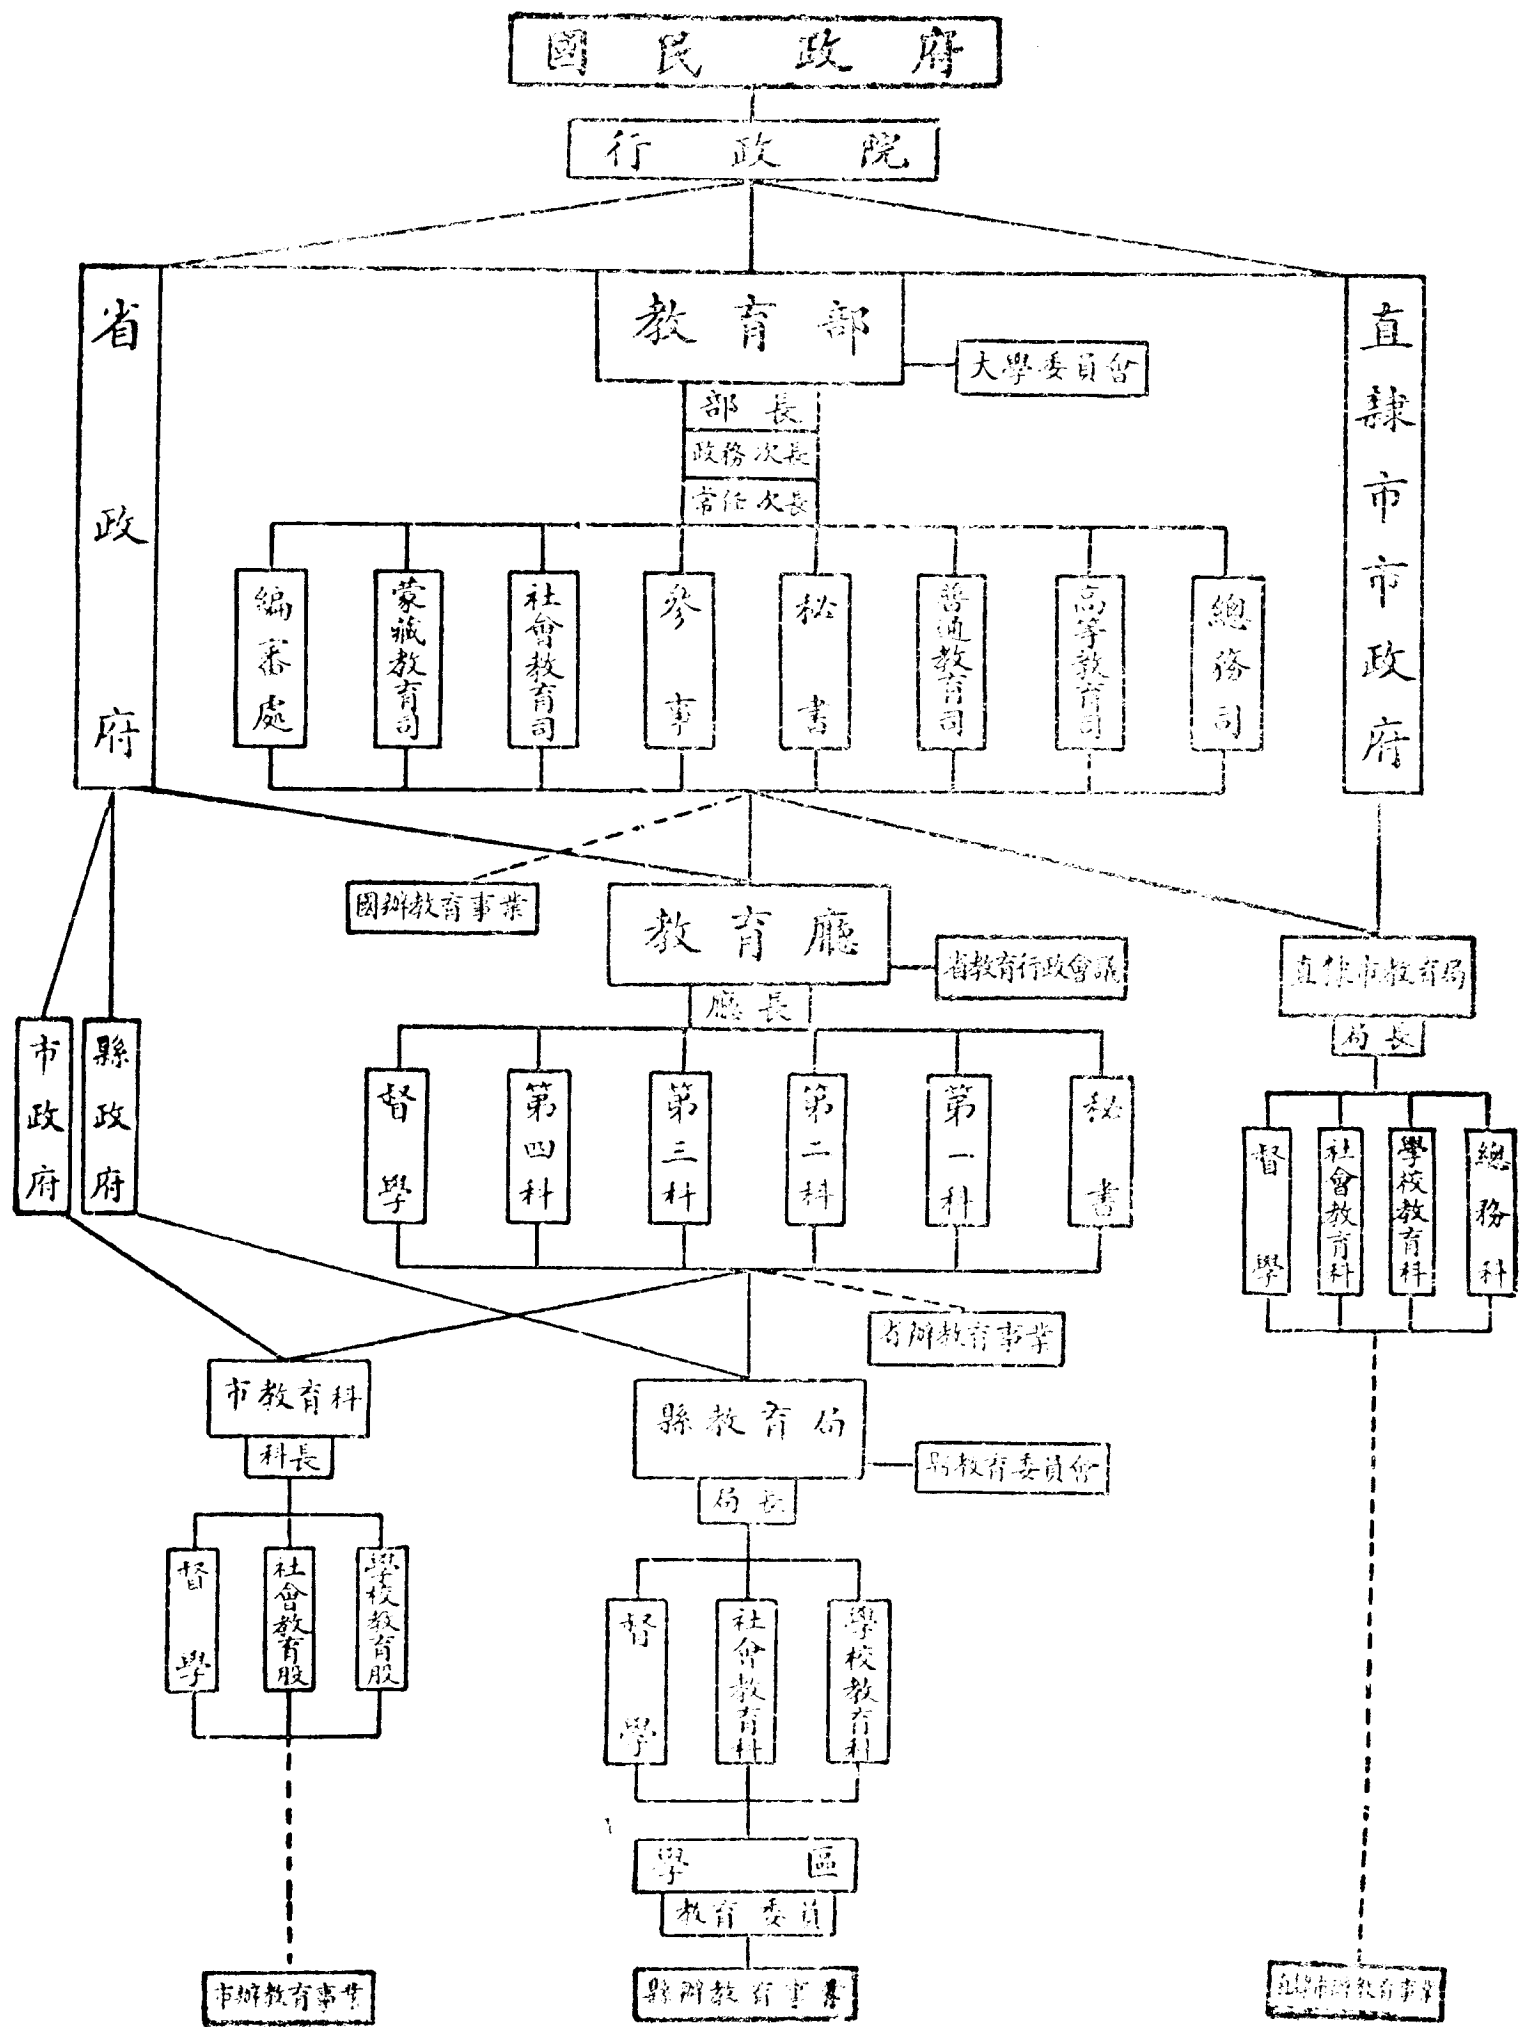 國民政府
行政院
省政府
教育部
直隸市市政府
大學委員會
部長
政務次長
常任次長
編審處
蒙藏教育司
社會教育司
參事
秘書
普通教育司
高等教育司
總務司
國辦教育事業
教育廳
省教育行政會議
直隸市教育局
廳長
局長
市政府
縣政府
督學
第四科
第三科
第二科
第一科
秘書
督學
社會教育科
學校教育科
總務科
省辦教育事業
市教育科
縣教育局
科長
縣教育委員會
局長
督學
社會教育股
學校教育股
督學
社會教育科
學校教育科
學區
教育委員
市辦教育事業
縣辦教育事業
直隸市辦教育事業